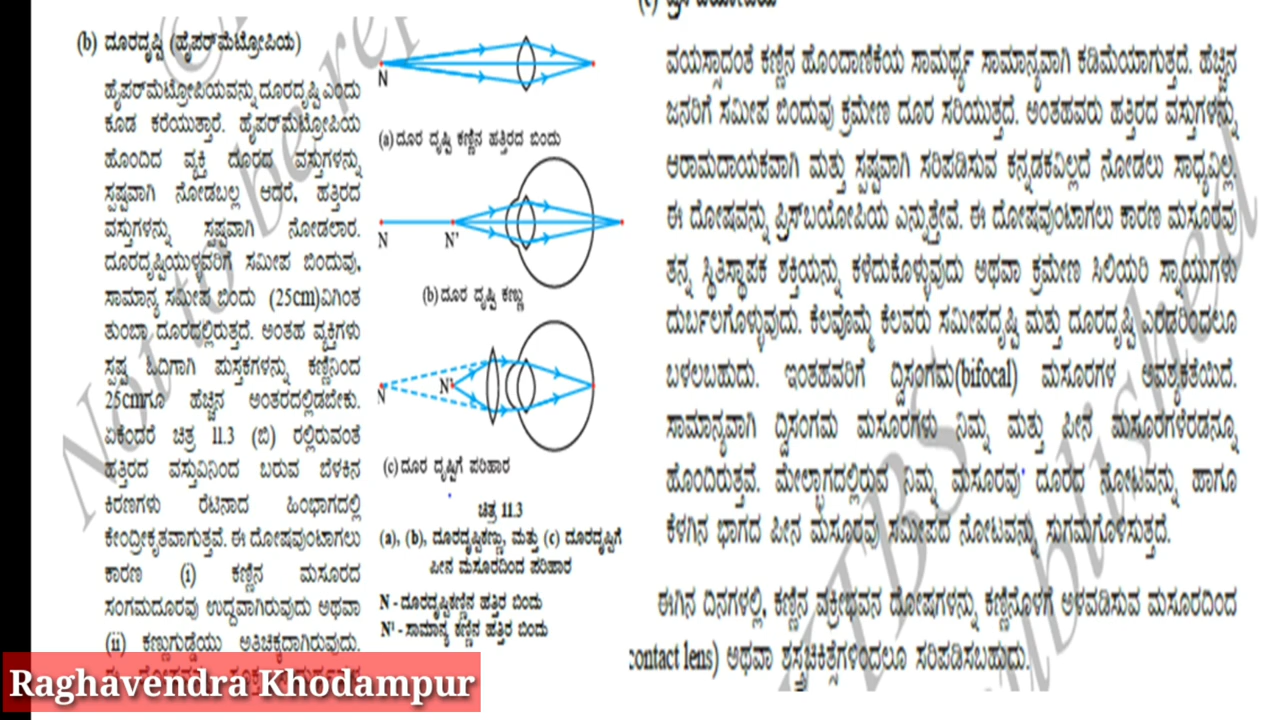 (b) ದೂರದೃಷ್ಟಿ (ಹೈಪರ್‌ಮೆಟ್ರೋಪಿಯ)
ಹೈಪರ್‌ಮೆಟ್ರೋಪಿಯವನ್ನು ದೂರದೃಷ್ಟಿ ಎಂದು
ಕೂಡ ಕರೆಯುತ್ತಾರೆ. ಹೈಪರ್‌ಮೆಟ್ರೋಪಿಯ
ಹೊಂದಿದ ವ್ಯಕ್ತಿ ದೂರದ ವಸ್ತುಗಳನ್ನು
ಸ್ಪಷ್ಟವಾಗಿ ನೋಡಬಲ್ಲ ಆದರೆ, ಹತ್ತಿರದ
ವಸ್ತುಗಳನ್ನು ಸ್ಪಷ್ಟವಾಗಿ ನೋಡಲಾರ.
ದೂರದೃಷ್ಟಿಯುಳ್ಳವರಿಗೆ ಸಮೀಪ ಬಿಂದುವು,
ಸಾಮಾನ್ಯ ಸಮೀಪ ಬಿಂದು (25cm)ವಿಗಿಂತ
ತುಂಬಾ ದೂರದಲ್ಲಿರುತ್ತದೆ. ಅಂತಹ ವ್ಯಕ್ತಿಗಳು
ಸ್ಪಷ್ಟ ಓದಿಗಾಗಿ ಪುಸ್ತಕಗಳನ್ನು ಕಣ್ಣಿನಿಂದ
25cmಗೂ ಹೆಚ್ಚಿನ ಅಂತರದಲ್ಲಿಡಬೇಕು.
ಏಕೆಂದರೆ ಚಿತ್ರ 11.3 (ಬಿ) ರಲ್ಲಿರುವಂತೆ
ಹತ್ತಿರದ ವಸ್ತುವಿನಿಂದ ಬರುವ ಬೆಳಕಿನ
ಕಿರಣಗಳು ರೆಟಿನಾದ ಹಿಂಭಾಗದಲ್ಲಿ
ಕೇಂದ್ರೀಕೃತವಾಗುತ್ತವೆ. ಈ ದೋಷವುಂಟಾಗಲು
ಕಾರಣ (i) ಕಣ್ಣಿನ ಮಸೂರದ
ಸಂಗಮದೂರವು ಉದ್ದವಾಗಿರುವುದು ಅಥವಾ
(ii) ಕಣ್ಣುಗುಡ್ಡೆಯು ಅತಿಚಿಕ್ಕದಾಗಿರುವುದು.
N
(a) ದೂರ ದೃಷ್ಟಿ ಕಣ್ಣಿನ ಹತ್ತಿರದ ಬಿಂದು
N N'
(b) ದೂರ ದೃಷ್ಟಿ ಕಣ್ಣು
N N'
(c) ದೂರ ದೃಷ್ಟಿಗೆ ಪರಿಹಾರ
ಚಿತ್ರ 11.3
(a), (b), ದೂರದೃಷ್ಟಿಕಣ್ಣು, ಮತ್ತು (c) ದೂರದೃಷ್ಟಿಗೆ
ಪೀನ ಮಸೂರದಿಂದ ಪರಿಹಾರ
N - ದೂರದೃಷ್ಟಿಕಣ್ಣಿನ ಹತ್ತಿರ ಬಿಂದು
N' - ಸಾಮಾನ್ಯ ಕಣ್ಣಿನ ಹತ್ತಿರ ಬಿಂದು
ವಯಸ್ಸಾದಂತೆ ಕಣ್ಣಿನ ಹೊಂದಾಣಿಕೆಯ ಸಾಮರ್ಥ್ಯ ಸಾಮಾನ್ಯವಾಗಿ ಕಡಿಮೆಯಾಗುತ್ತದೆ. ಹೆಚ್ಚಿನ
ಜನರಿಗೆ ಸಮೀಪ ಬಿಂದುವು ಕ್ರಮೇಣ ದೂರ ಸರಿಯುತ್ತದೆ. ಅಂತಹವರು ಹತ್ತಿರದ ವಸ್ತುಗಳನ್ನು
ಆರಾಮದಾಯಕವಾಗಿ ಮತ್ತು ಸ್ಪಷ್ಟವಾಗಿ ಸರಿಪಡಿಸುವ ಕನ್ನಡಕವಿಲ್ಲದೆ ನೋಡಲು ಸಾಧ್ಯವಿಲ್ಲ.
ಈ ದೋಷವನ್ನು ಪ್ರಿಸ್‌ಬಯೋಪಿಯ ಎನ್ನುತ್ತೇವೆ. ಈ ದೋಷವುಂಟಾಗಲು ಕಾರಣ ಮಸೂರವು
ತನ್ನ ಸ್ಥಿತಿಸ್ಥಾಪಕ ಶಕ್ತಿಯನ್ನು ಕಳೆದುಕೊಳ್ಳುವುದು ಅಥವಾ ಕ್ರಮೇಣ ಸಿಲಿಯರಿ ಸ್ನಾಯುಗಳು
ದುರ್ಬಲಗೊಳ್ಳುವುದು. ಕೆಲವೊಮ್ಮೆ ಕೆಲವರು ಸಮೀಪದೃಷ್ಟಿ ಮತ್ತು ದೂರದೃಷ್ಟಿ ಎರಡರಿಂದಲೂ
ಬಳಲಬಹುದು. ಇಂತಹವರಿಗೆ ದ್ವಿಸಂಗಮ(bifocal) ಮಸೂರಗಳ ಅವಶ್ಯಕತೆಯಿದೆ.
ಸಾಮಾನ್ಯವಾಗಿ ದ್ವಿಸಂಗಮ ಮಸೂರಗಳು ನಿಮ್ನ ಮತ್ತು ಪೀನ ಮಸೂರಗಳೆರಡನ್ನೂ
ಹೊಂದಿರುತ್ತವೆ. ಮೇಲ್ಭಾಗದಲ್ಲಿರುವ ನಿಮ್ನ ಮಸೂರವು ದೂರದ ನೋಟವನ್ನು ಹಾಗೂ
ಕೆಳಗಿನ ಭಾಗದ ಪೀನ ಮಸೂರವು ಸಮೀಪದ ನೋಟವನ್ನು ಸುಗಮಗೊಳಿಸುತ್ತದೆ.
ಈಗಿನ ದಿನಗಳಲ್ಲಿ, ಕಣ್ಣಿನ ವಕ್ರೀಭವನ ದೋಷಗಳನ್ನು ಕಣ್ಣಿನೊಳಗೆ ಅಳವಡಿಸುವ ಮಸೂರದಿಂದ
contact lens) ಅಥವಾ ಶಸ್ತ್ರಚಿಕಿತ್ಸೆಗಳಿಂದಲೂ ಸರಿಪಡಿಸಬಹುದು.
Raghavendra Khodampur